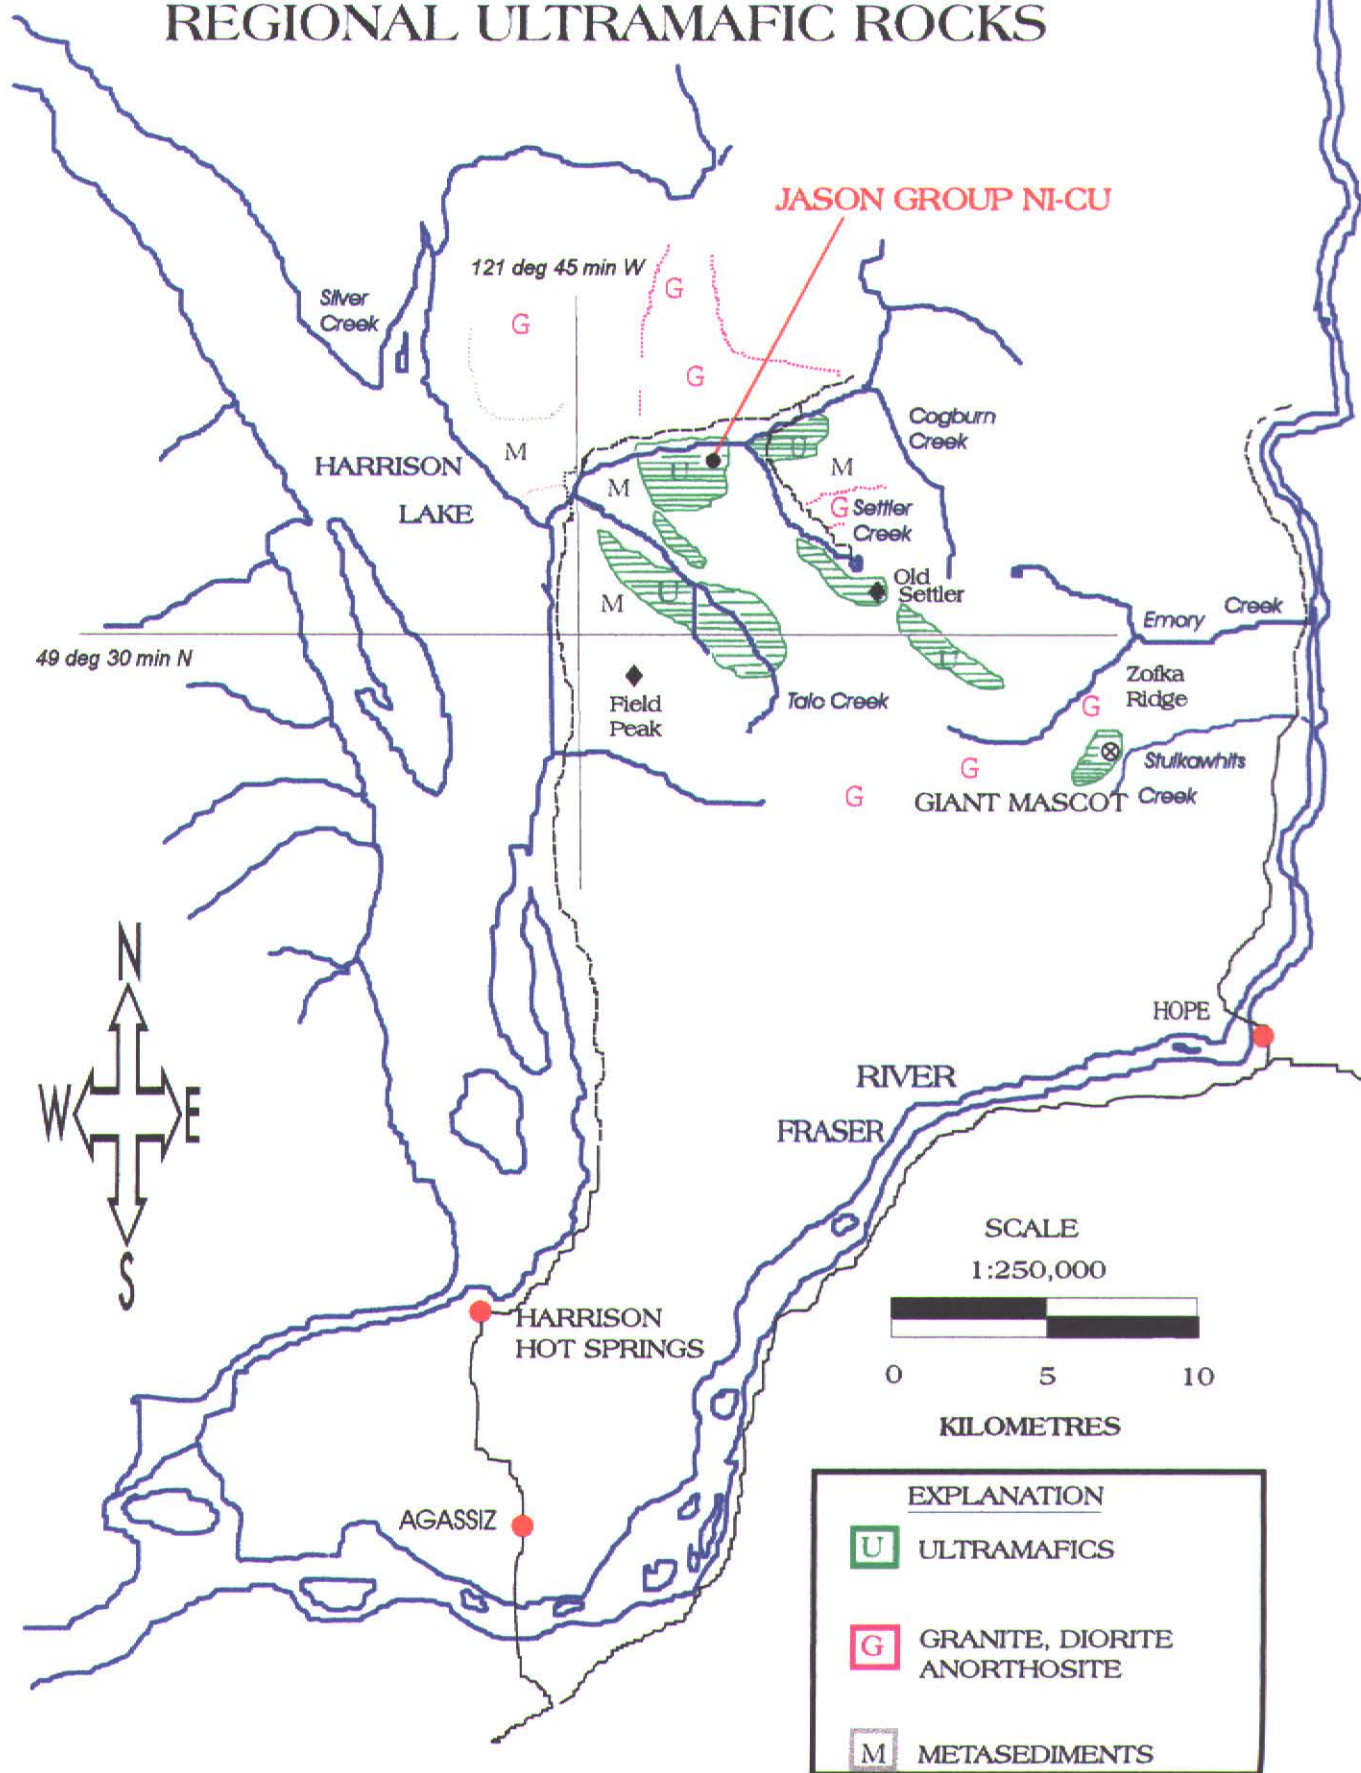 REGIONAL ULTRAMAFIC ROCKS
JASON GROUP NI-CU
121 deg 45 min W
G
Silver
Creek
G
G
Cogburn
Creek
HARRISON
LAKE
M
U
U
M
M
G
Settler
Creek
Old
Settler
M
U
Emory Creek
49 deg 30 min N
U
Field
Peak
Talc Creek
Zofka
Ridge
G
G
G
Stulkawhits
Creek
GIANT MASCOT
N
W
E
S
HOPE
RIVER
FRASER
SCALE
1:250,000
0 5 10
KILOMETRES
HARRISON
HOT SPRINGS
AGASSIZ
EXPLANATION
U ULTRAMAFICS
G GRANITE, DIORITE
ANORTHOSITE
M METASEDIMENTS